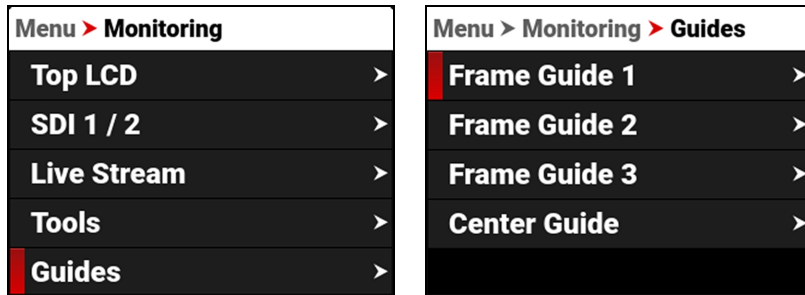 Menu > Monitoring
Top LCD >
SDI 1 / 2 >
Live Stream >
Tools >
Guides >
Menu > Monitoring > Guides
Frame Guide 1 >
Frame Guide 2 >
Frame Guide 3 >
Center Guide >